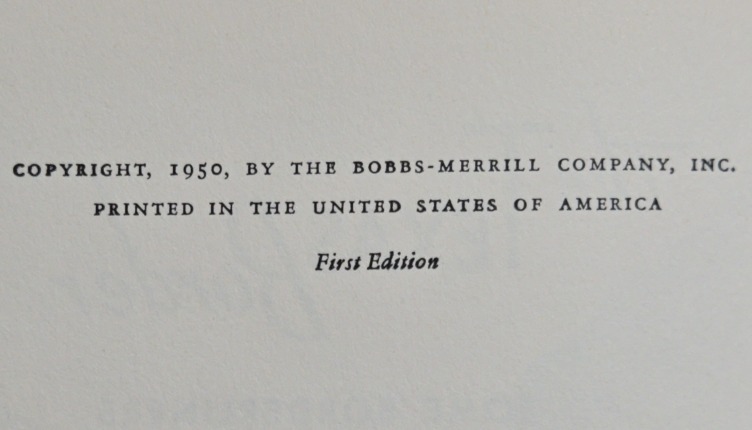 COPYRIGHT, 1950, BY THE BOBBS-MERRILL COMPANY, INC.
PRINTED IN THE UNITED STATES OF AMERICA
First Edition